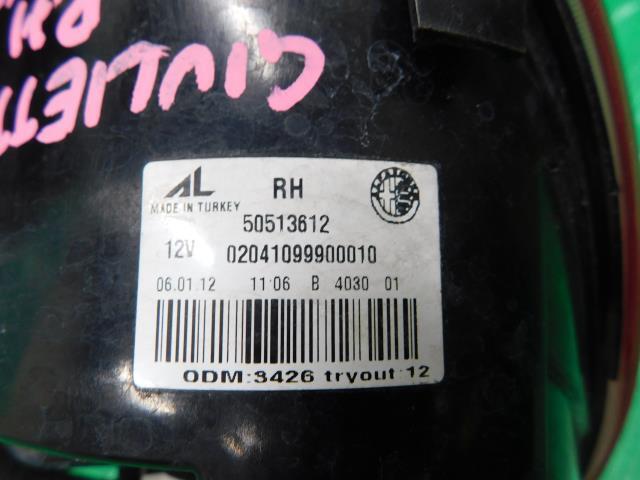 RH
GIULIETT
AL
RH
MADE IN TURKEY
50513612
12V 02041099900010
06.01.12 11:06 B 4030 01
ODM:3426 tryout:12